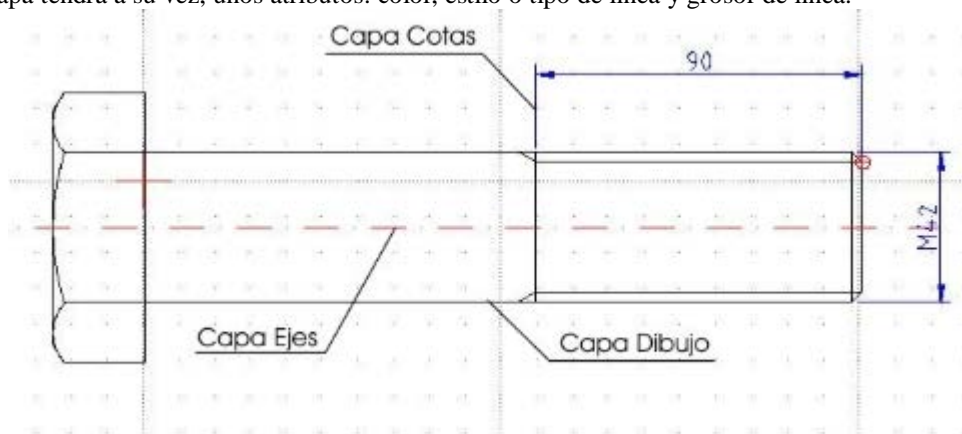 apa tendrá a su vez, unos atributos: color, estilo o tipo de línea y grosor de línea.
Capa Cotas
90
M42
Capa Ejes
Capa Dibujo